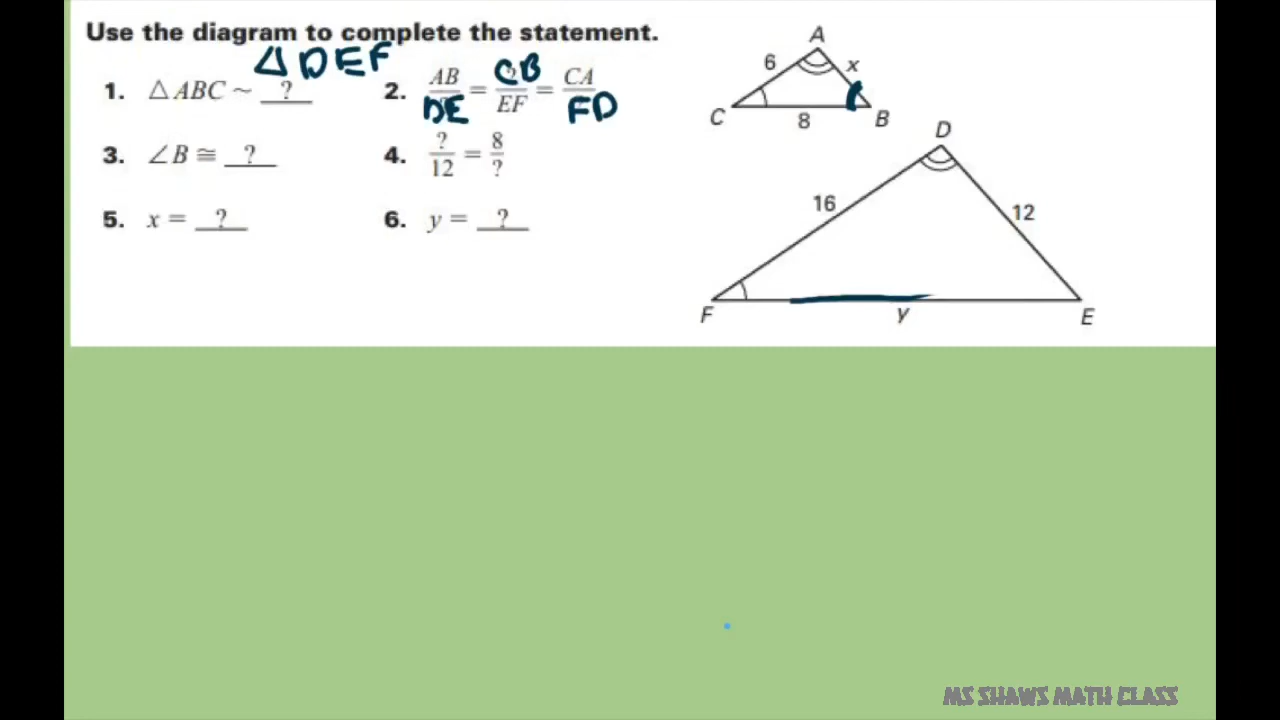 Use the diagram to complete the statement.
△DEF
1. △ABC ~ ?
2. AB/DE = CB/EF = CA/FD
3. ∠B ≅ ?
4. ?/12 = 8/?
5. x = ?
6. y = ?
A
6
x
C
8
B
D
16
12
F
y
E
MS SHAWS MATH CLASS